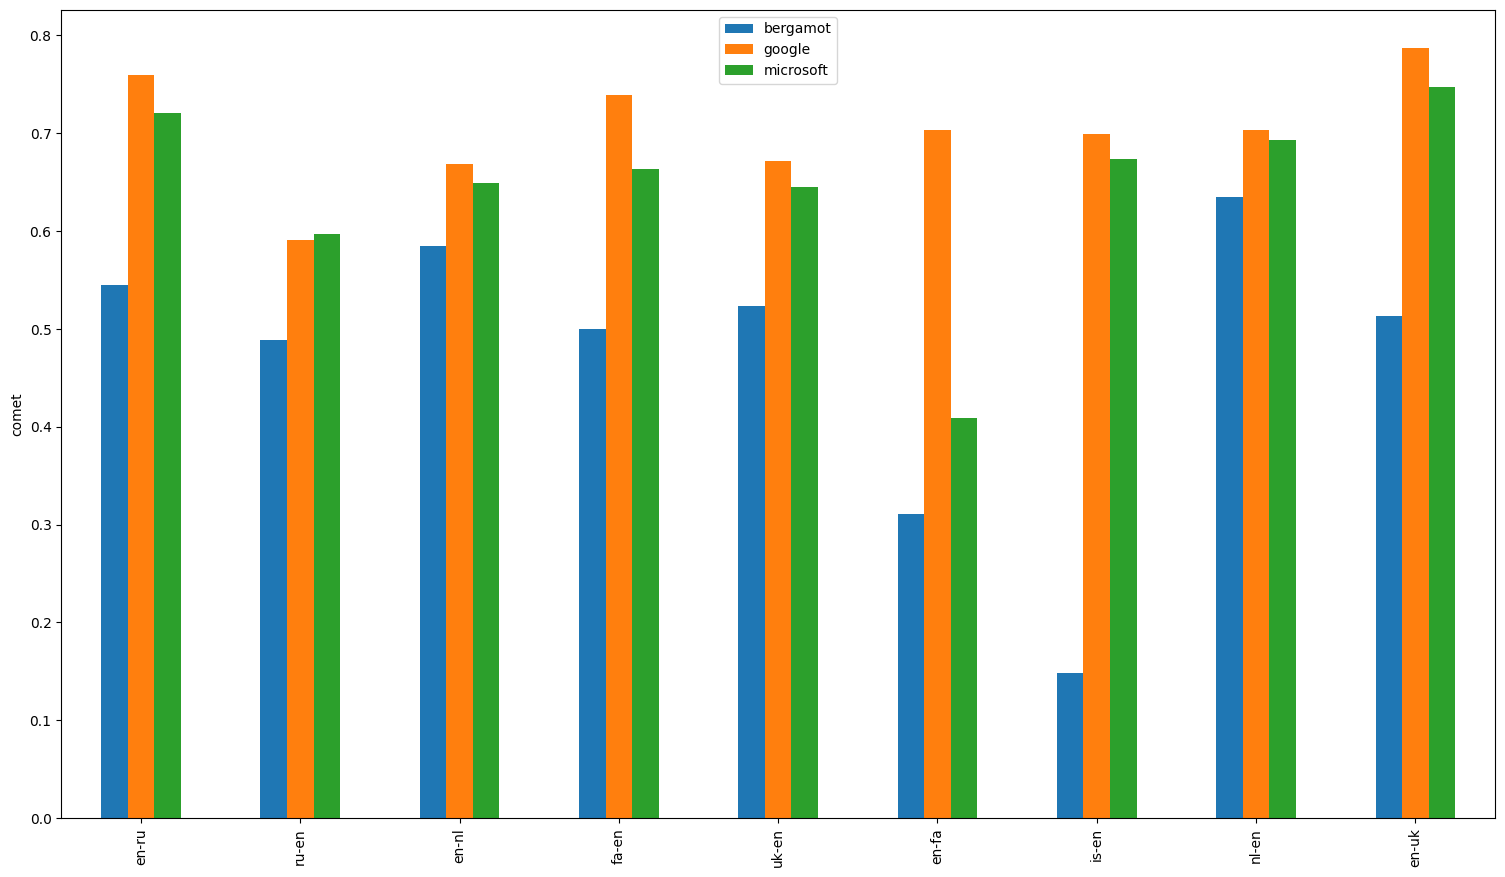 bergamot
google
microsoft
comet
0.8
0.7
0.6
0.5
0.4
0.3
0.2
0.1
0.0
en-ru
ru-en
en-nl
fa-en
uk-en
en-fa
is-en
nl-en
en-uk